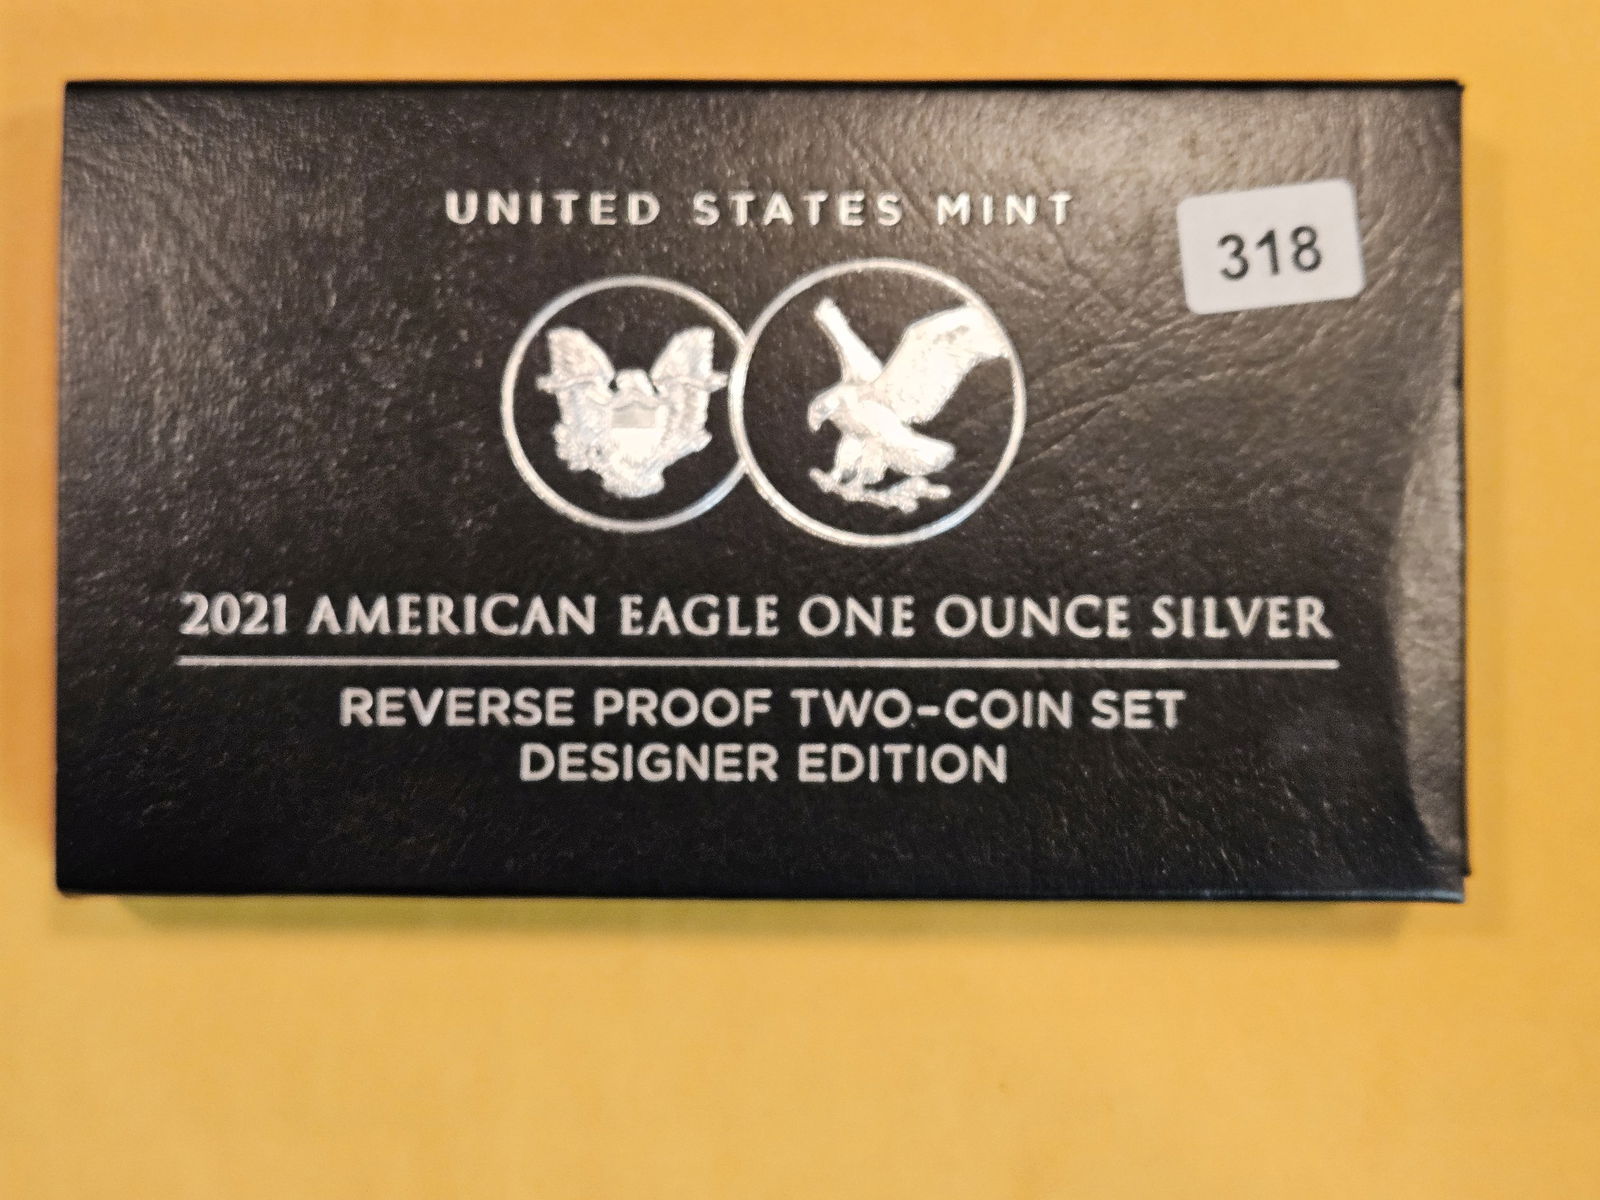 UNITED STATES MINT
318
2021 AMERICAN EAGLE ONE OUNCE SILVER
REVERSE PROOF TWO-COIN SET
DESIGNER EDITION